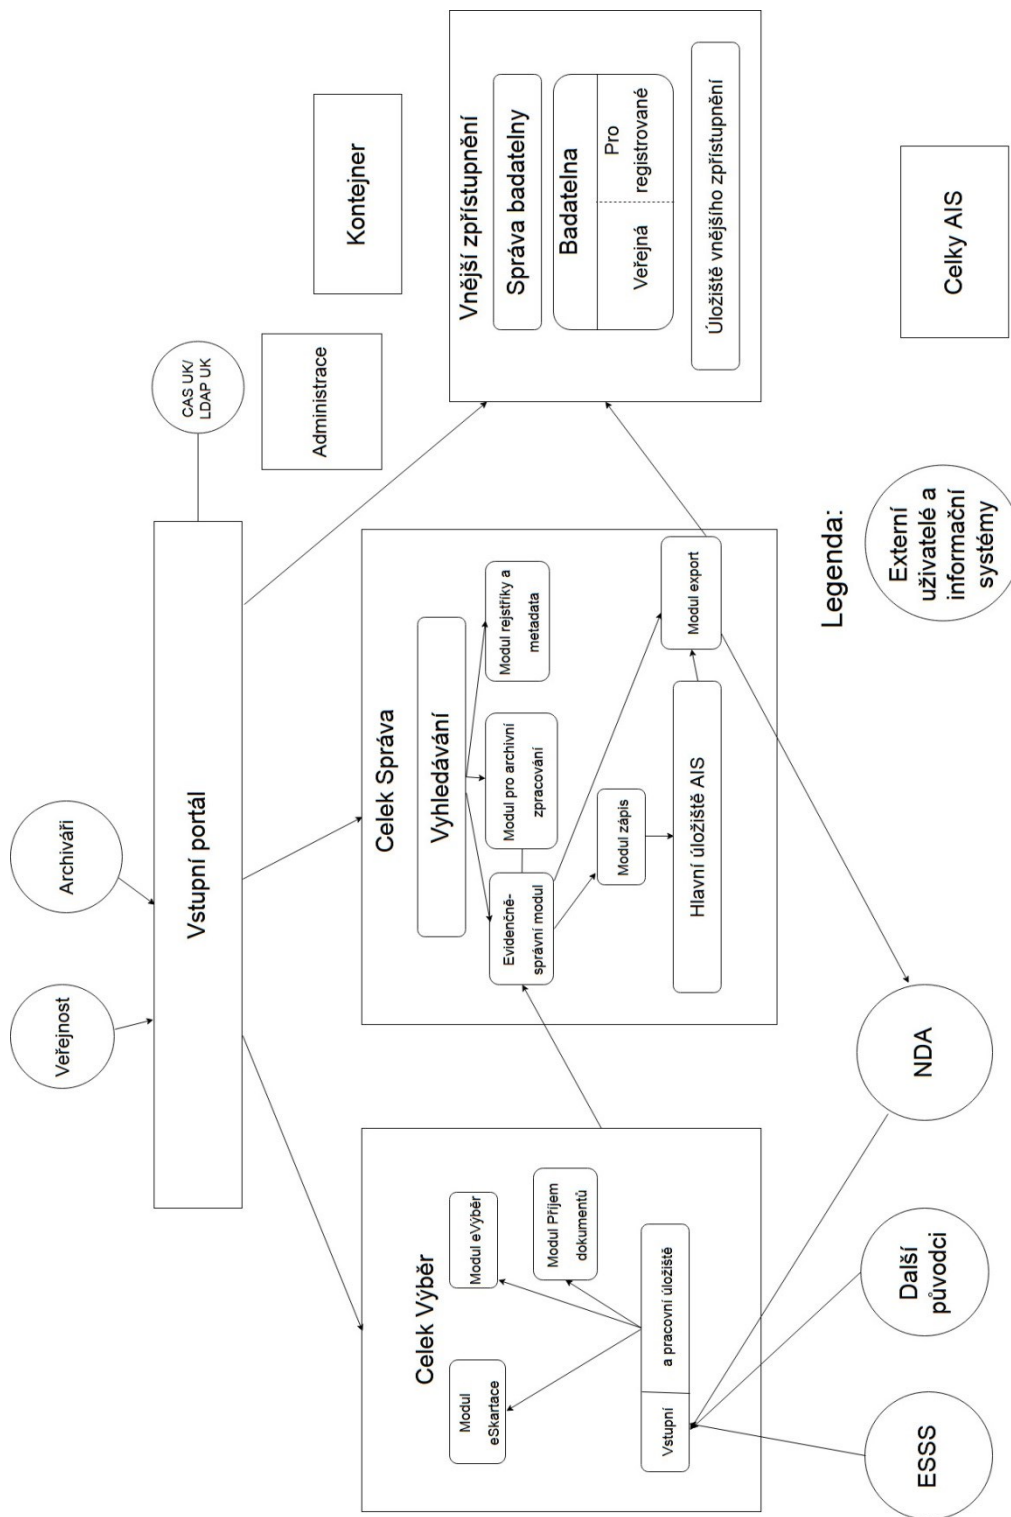 Veřejnost
Archiváři
CAS UK/
LDAP UK
Vstupní portál
Administrace
Kontejner
Celek Výběr
Modul
eSkartace
Modul eVýběr
Modul Příjem
dokumentů
Vstupní
a pracovní úložiště
Celek Správa
Vyhledávání
Evidenčně-
správní modul
Modul pro archivní
zpracování
Modul rejstříky a
metadata
Modul zápis
Hlavní úložiště AIS
Modul export
Vnější zpřístupnění
Správa badatelny
Badatelna
Veřejná
Pro
registrované
Úložiště vnějšího zpřístupnění
ESSS
Další
původci
NDA
Legenda:
Externí
uživatelé a
informační
systémy
Celky AIS